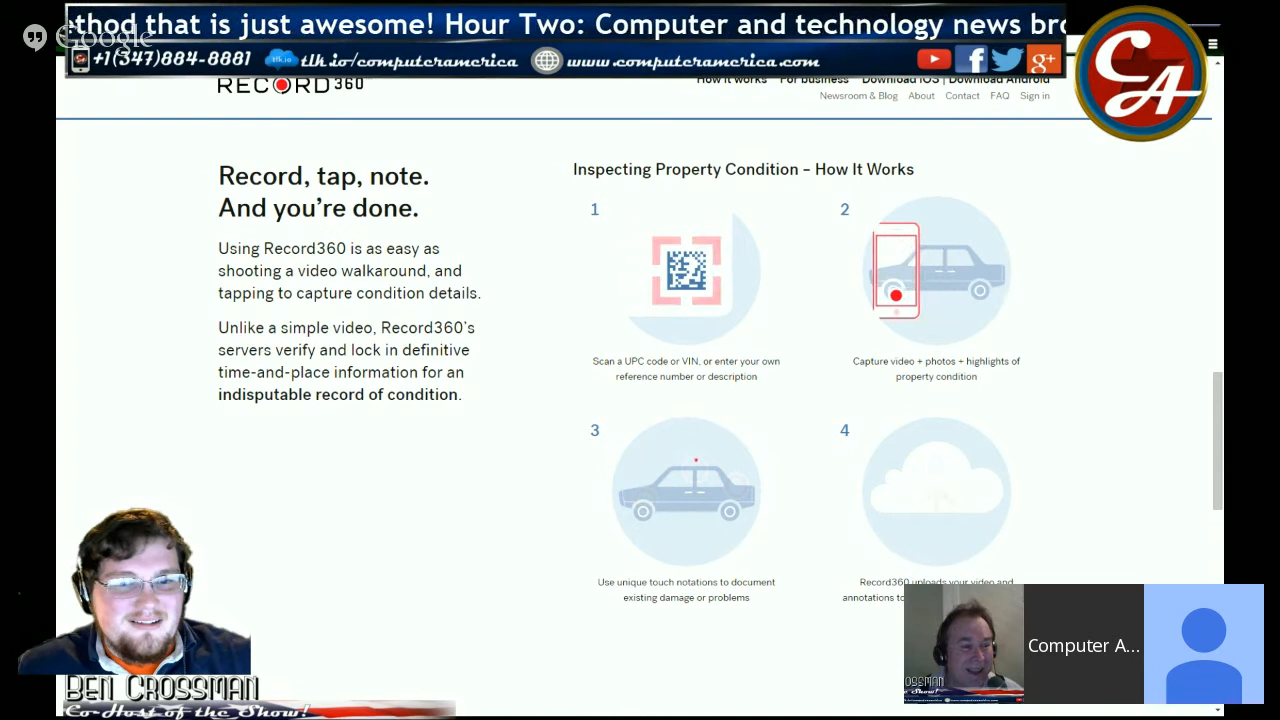 ethod that is just awesome! Hour Two: Computer and technology news bro
Google
+1(347)884-8881 tlk.io/computeramerica www.computeramerica.com
CA
RECORD360
How it works For business Download iOS | Download Android
Newsroom & Blog About Contact FAQ Sign in
Record, tap, note.
And you're done.
Using Record360 is as easy as
shooting a video walkaround, and
tapping to capture condition details.
Unlike a simple video, Record360's
servers verify and lock in definitive
time-and-place information for an
indisputable record of condition.
Inspecting Property Condition – How It Works
1
Scan a UPC code or VIN, or enter your own
reference number or description
2
Capture video + photos + highlights of
property condition
3
Use unique touch notations to document
existing damage or problems
4
Record360 uploads your video and
annotations to
Computer A...
BEN CROSSMAN
Co-Host of the Show!